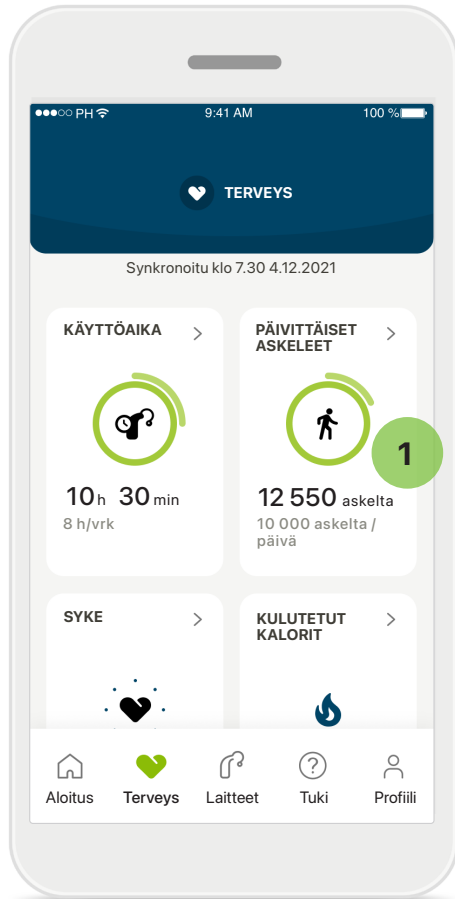 PH 9:41 AM 100 %
TERVEYS
Synkronoitu klo 7.30 4.12.2021
KÄYTTÖAIKA
10 h 30 min
8 h/vrk
PÄIVITTÄISET
ASKELEET
1
12 550 askelta
10 000 askelta /
päivä
SYKE
KULUTETUT
KALORIT
Aloitus Terveys Laitteet Tuki Profiili